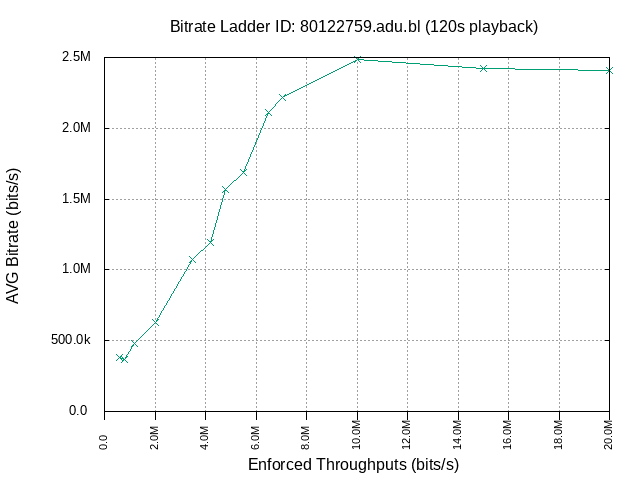 Bitrate Ladder ID: 80122759.adu.bl (120s playback)
2.5M
2.0M
1.5M
1.0M
500.0k
0.0
AVG Bitrate (bits/s)
0.0 2.0M 4.0M 6.0M 8.0M 10.0M 12.0M 14.0M 16.0M 18.0M 20.0M
Enforced Throughputs (bits/s)